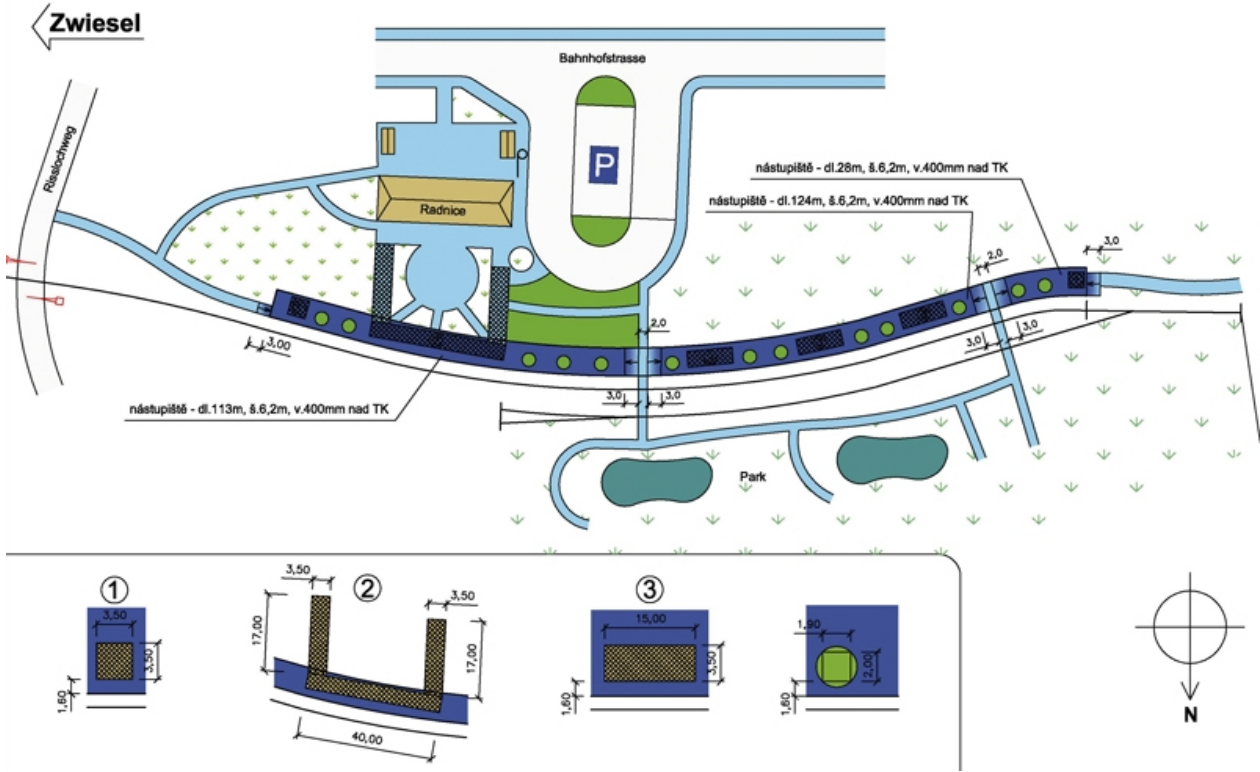 Zwiesel
Bahnhofstrasse
Risslochweg
P
nástupiště - dl.28m, š.6,2m, v.400mm nad TK
nástupiště - dl.124m, š.6,2m, v.400mm nad TK
Radnice
3,0
2,0
2,0
3,00
3,0
3,0
3,0
3,0
nástupiště - dl.113m, š.6,2m, v.400mm nad TK
Park
1
3,50
3,50
1,60
2
3,50
3,50
17,00
17,00
40,00
3
15,00
3,50
1,60
1,90
2,00
1,60
N